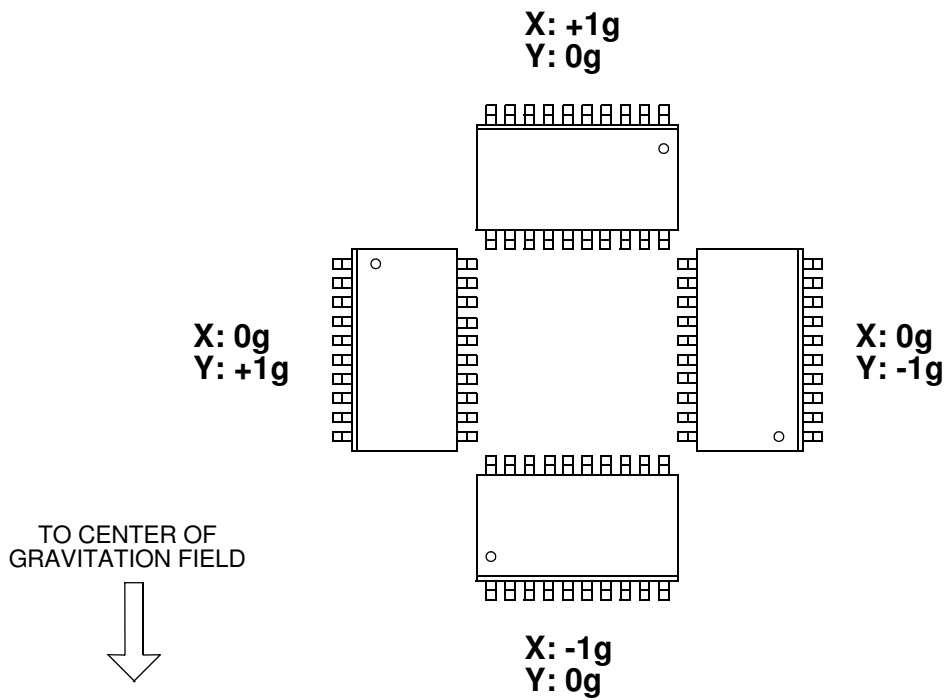 X: +1g
Y: 0g
X: 0g
Y: +1g
X: 0g
Y: -1g
TO CENTER OF
GRAVITATION FIELD
X: -1g
Y: 0g